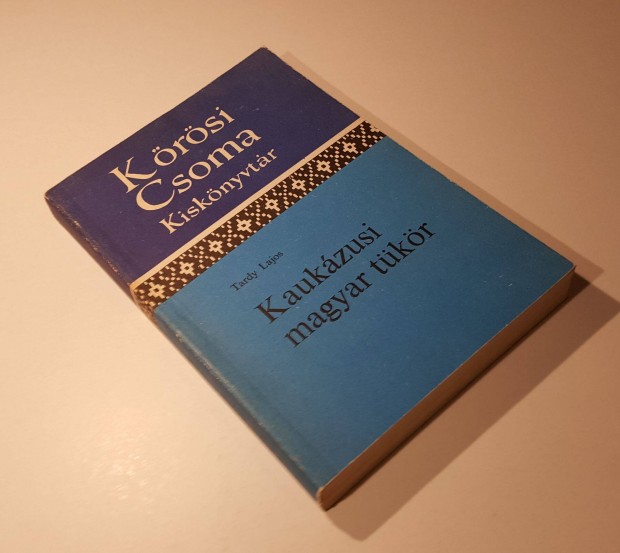 Körösi
Csoma
Kiskönyvtár
Tardy Lajos
Kaukázusi
magyar tükör